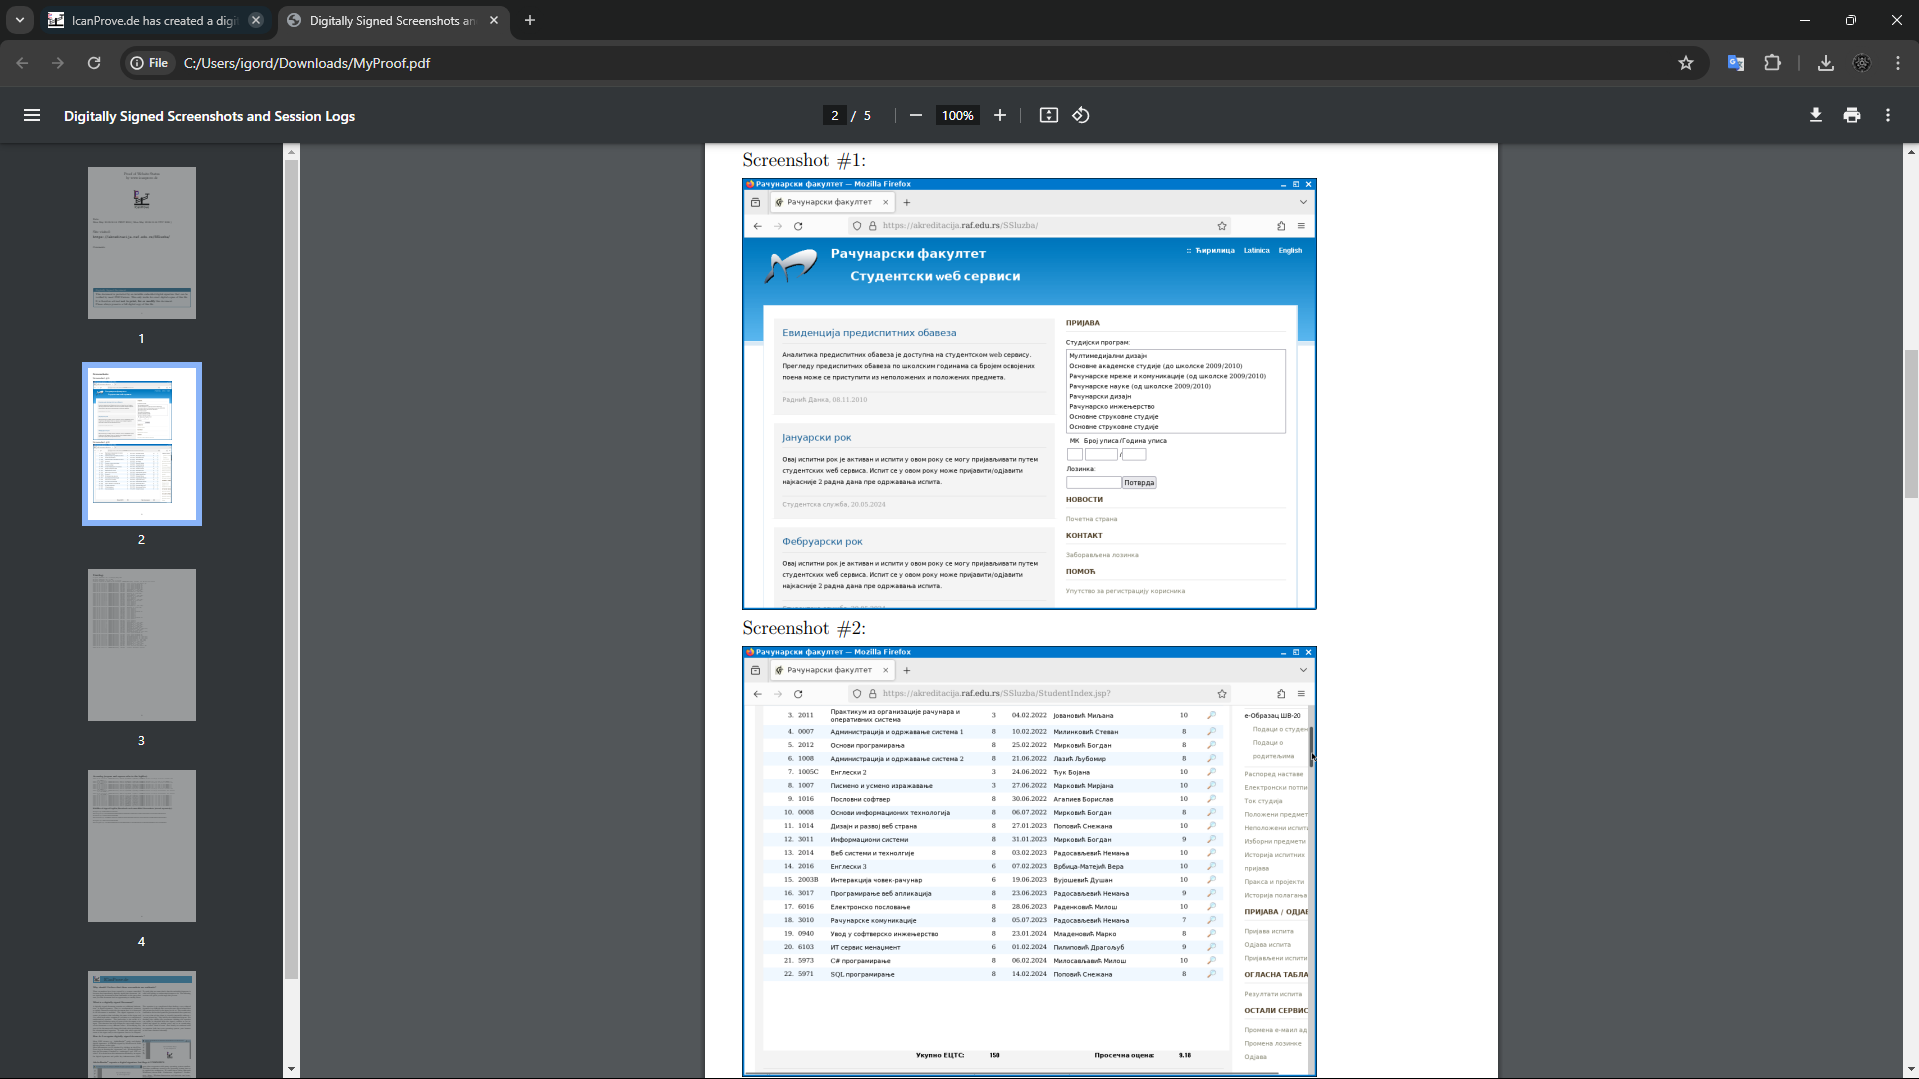 IcanProve.de has created a digi
Digitally Signed Screenshots an
File
C:/Users/igord/Downloads/MyProof.pdf
Digitally Signed Screenshots and Session Logs
2 / 5
100%
1
2
3
4
Screenshot #1:
Рачунарски факултет — Mozilla Firefox
Рачунарски факултет
https://akreditacija.raf.edu.rs/SSluzba/
Рачунарски факултет
Студентски wеб сервиси
:: Ћирилица Latinica English
Евиденција предиспитних обавеза
Аналитика предиспитних обавеза је доступна на студентском web сервису.
Прегледу предиспитних обавеза по школским годинама са бројем освојених
поена може се приступити из неположених и положених предмета.
Радныћ Данка, 08.11.2010
Јануарски рок
Овај испитни рок је активан и испити у овом року се могу пријављивати путем
студентских wеб сервиса. Испит се у овом року може пријавити/одјавити
најкасније 2 радна дана пре одржавања испита.
Студентска служба, 20.05.2024
Фебруарски рок
Овај испитни рок је активан и испити у овом року се могу пријављивати путем
студентских wеб сервиса. Испит се у овом року може пријавити/одјавити
најкасније 2 радна дана пре одржавања испита.
ПРИЈАВА
Студијски програм:
Мултимедијални дизајн
Основне академске студије (до школске 2009/2010)
Рачунарске мреже и комуникације (од школске 2009/2010)
Рачунарске науке (од школске 2009/2010)
Рачунарски дизајн
Рачунарско инжењерство
Основне струковне студије
Основне струковне студије
МК Број уписа/Година уписа
/
Лозинка:
Потврда
НОВОСТИ
Почетна страна
КОНТАКТ
Заборављена лозинка
ПОМОЋ
Упутство за регистрацију корисника
Screenshot #2:
Рачунарски факултет — Mozilla Firefox
Рачунарски факултет
https://akreditacija.raf.edu.rs/SSluzba/StudentIndex.jsp?
3. 2011 Практикум из организације рачунара и оперативних система 3 04.02.2022 Јовановић Миљана 10
4. 0007 Администрација и одржавање система 1 8 10.02.2022 Милинковић Стеван 8
5. 2012 Основи програмирања 8 25.02.2022 Мирковић Богдан 8
6. 1008 Администрација и одржавање система 2 8 21.06.2022 Лазић Љубомир 8
7. 1005C Енглески 2 3 24.06.2022 Ћук Бојана 10
8. 1007 Писмено и усмено изражавање 3 27.06.2022 Марковић Мирјана 10
9. 1016 Пословни софтвер 8 30.06.2022 Агапиев Борислав 10
10. 0008 Основи информационих технологија 8 06.07.2022 Мирковић Богдан 8
11. 1014 Дизајн и развој веб страна 8 27.01.2023 Поповић Снежана 10
12. 3011 Информациони системи 8 31.01.2023 Мирковић Богдан 9
13. 2014 Веб системи и технолгије 8 03.02.2023 Радосављевић Немања 10
14. 2016 Енглески 3 6 07.02.2023 Врбица-Матејић Вера 10
15. 2003B Интеракција човек-рачунар 6 19.06.2023 Вујошевић Душан 10
16. 3017 Програмирање веб апликација 8 23.06.2023 Радосављевић Немања 9
17. 6016 Електронско пословање 8 28.06.2023 Раденковић Милош 10
18. 3010 Рачунарске комуникације 8 05.07.2023 Радосављевић Немања 7
19. 0940 Увод у софтверско инжењерство 8 23.01.2024 Младеновић Марко 8
20. 6103 ИТ сервис менаџмент 6 01.02.2024 Пилиповић Драгољуб 9
21. 5973 C# програмирање 8 06.02.2024 Милосављевић Милош 10
22. 5971 SQL програмирање 8 14.02.2024 Поповић Снежана 8
Укупно ЕЦТС: 150 Просечна оцена: 9.18
е-Образац ШВ-20
Подаци о студен
Подаци о
родитељима
Распоред наставе
Електронски потпи
Ток студија
Положени предмет
Неположени испит
Изборни предмети
Историја испитних
пријава
Пракса и пројекти
Историја полагања
ПРИЈАВА / ОДЈАВ
Пријава испита
Одјава испита
Пријављени испити
ОГЛАСНА ТАБЛА
Резултати испита
ОСТАЛИ СЕРВИС
Промена е-маил ад
Промена лозинке
Одјава